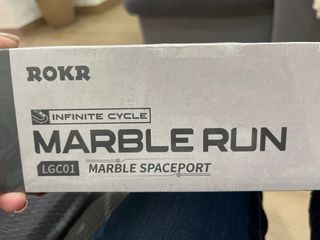 ROKR
INFINITE CYCLE
MARBLE RUN
LGC01 MARBLE SPACEPORT